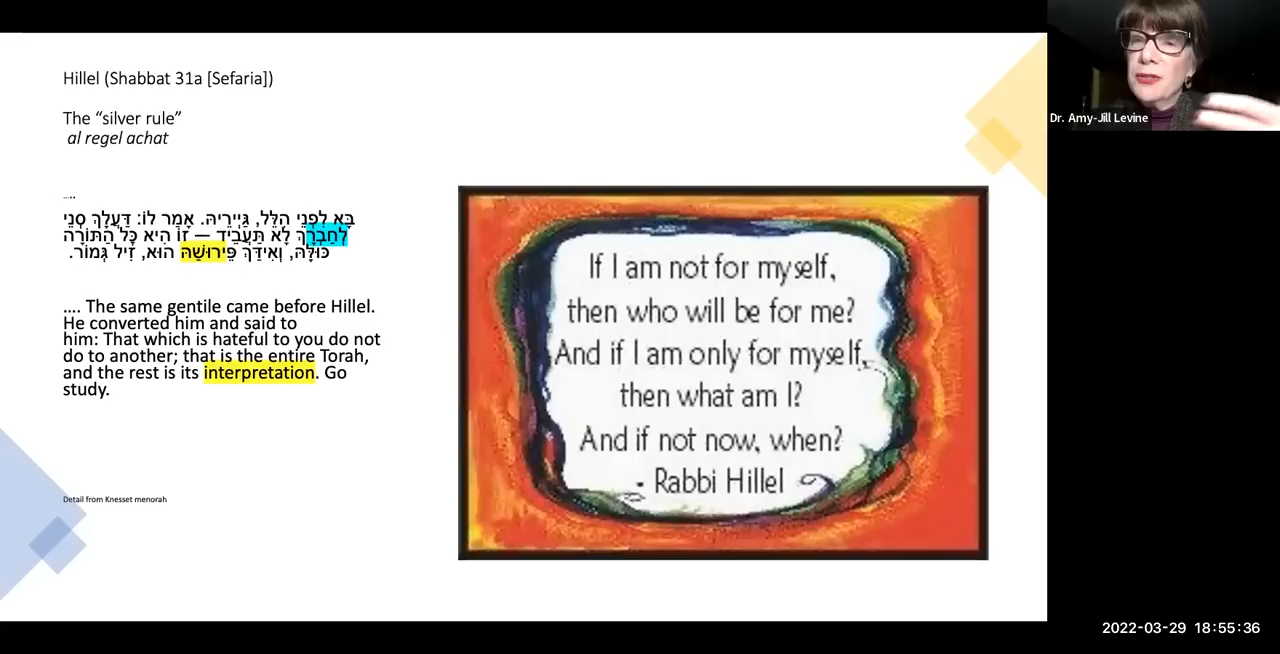 Hillel (Shabbat 31a [Sefaria])
The “silver rule”
al regel achat
....
בָּא לִפְנֵי הִלֵּל, גַּיְירֵיהּ. אָמַר לוֹ: דַּעֲלָךְ סְנֵי
לְחַבְרָךְ לָא תַּעֲבֵיד — זוֹ הִיא כָּל הַתּוֹרָה
כּוּלָּהּ, וְאִידַּךְ פֵּירוּשַׁהּ הוּא, זִיל גְּמוֹר.
.... The same gentile came before Hillel.
He converted him and said to
him: That which is hateful to you do not
do to another; that is the entire Torah,
and the rest is its interpretation. Go
study.
Detail from Knesset menorah
If I am not for myself,
then who will be for me?
And if I am only for myself,
then what am I?
And if not now, when?
- Rabbi Hillel
Dr. Amy-Jill Levine
2022-03-29 18:55:36